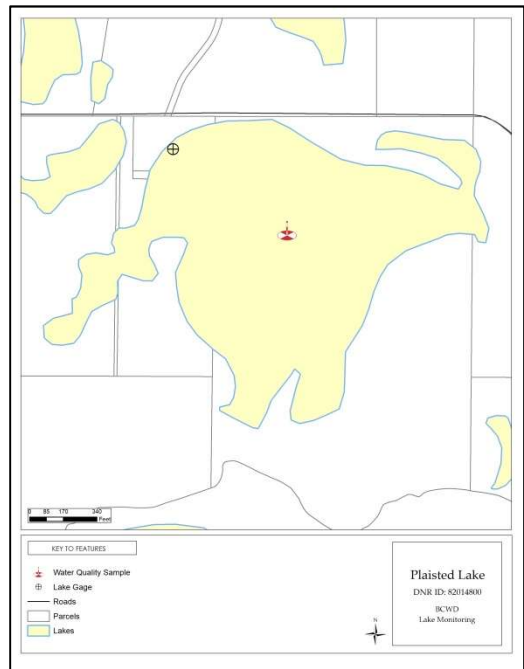 0 85 170 340
Feet
KEY TO FEATURES
Water Quality Sample
Lake Gage
Roads
Parcels
Lakes
N
Plaisted Lake
DNR ID: 82014800
BCWD
Lake Monitoring